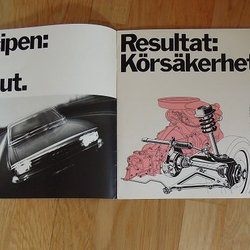 ipen:
ut.
Resultat:
Körsäkerhet